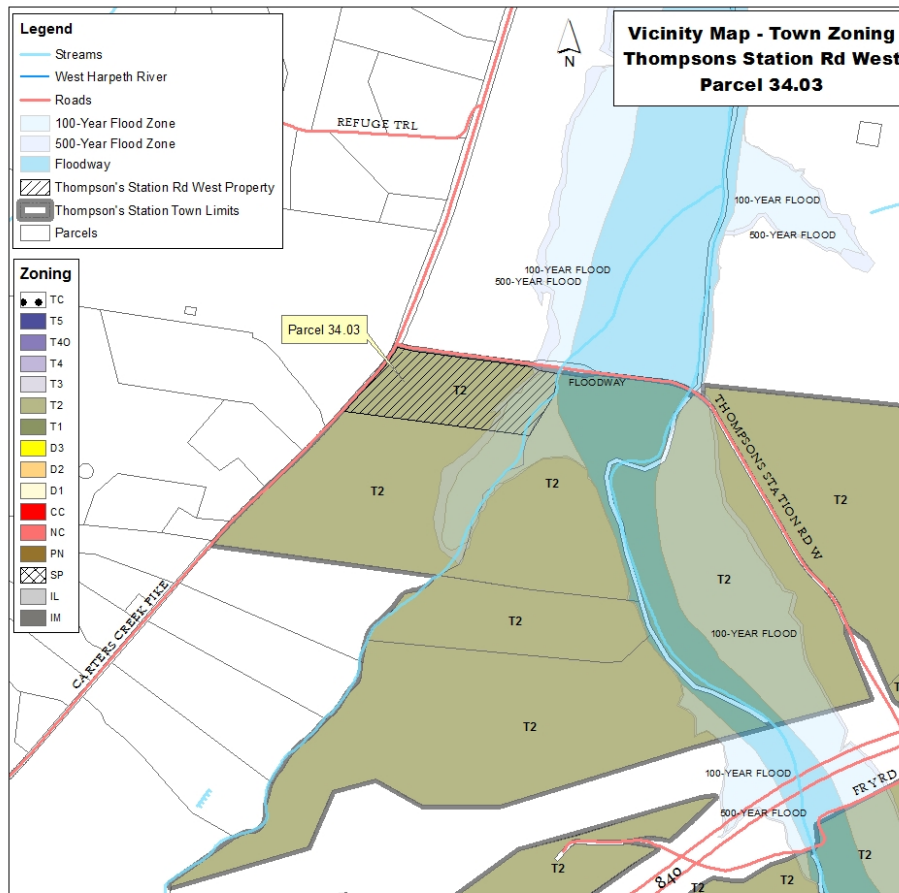 Legend
Streams
West Harpeth River
Roads
100-Year Flood Zone
500-Year Flood Zone
Floodway
Thompson's Station Rd West Property
Thompson's Station Town Limits
Parcels
Zoning
TC
T5
T4O
T4
T3
T2
T1
D3
D2
D1
CC
NC
PN
SP
IL
IM
N
Vicinity Map - Town Zoning
Thompsons Station Rd West
Parcel 34.03
REFUGE TRL
100-YEAR FLOOD
500-YEAR FLOOD
100-YEAR FLOOD
500-YEAR FLOOD
Parcel 34.03
T2
FLOODWAY
THOMPSONS STATION RD W
T2
T2
T2
T2
T2
100-YEAR FLOOD
CARTERS CREEK PIKE
T2
100-YEAR FLOOD
500-YEAR FLOOD
FRY RD
840
T2
T2
T2